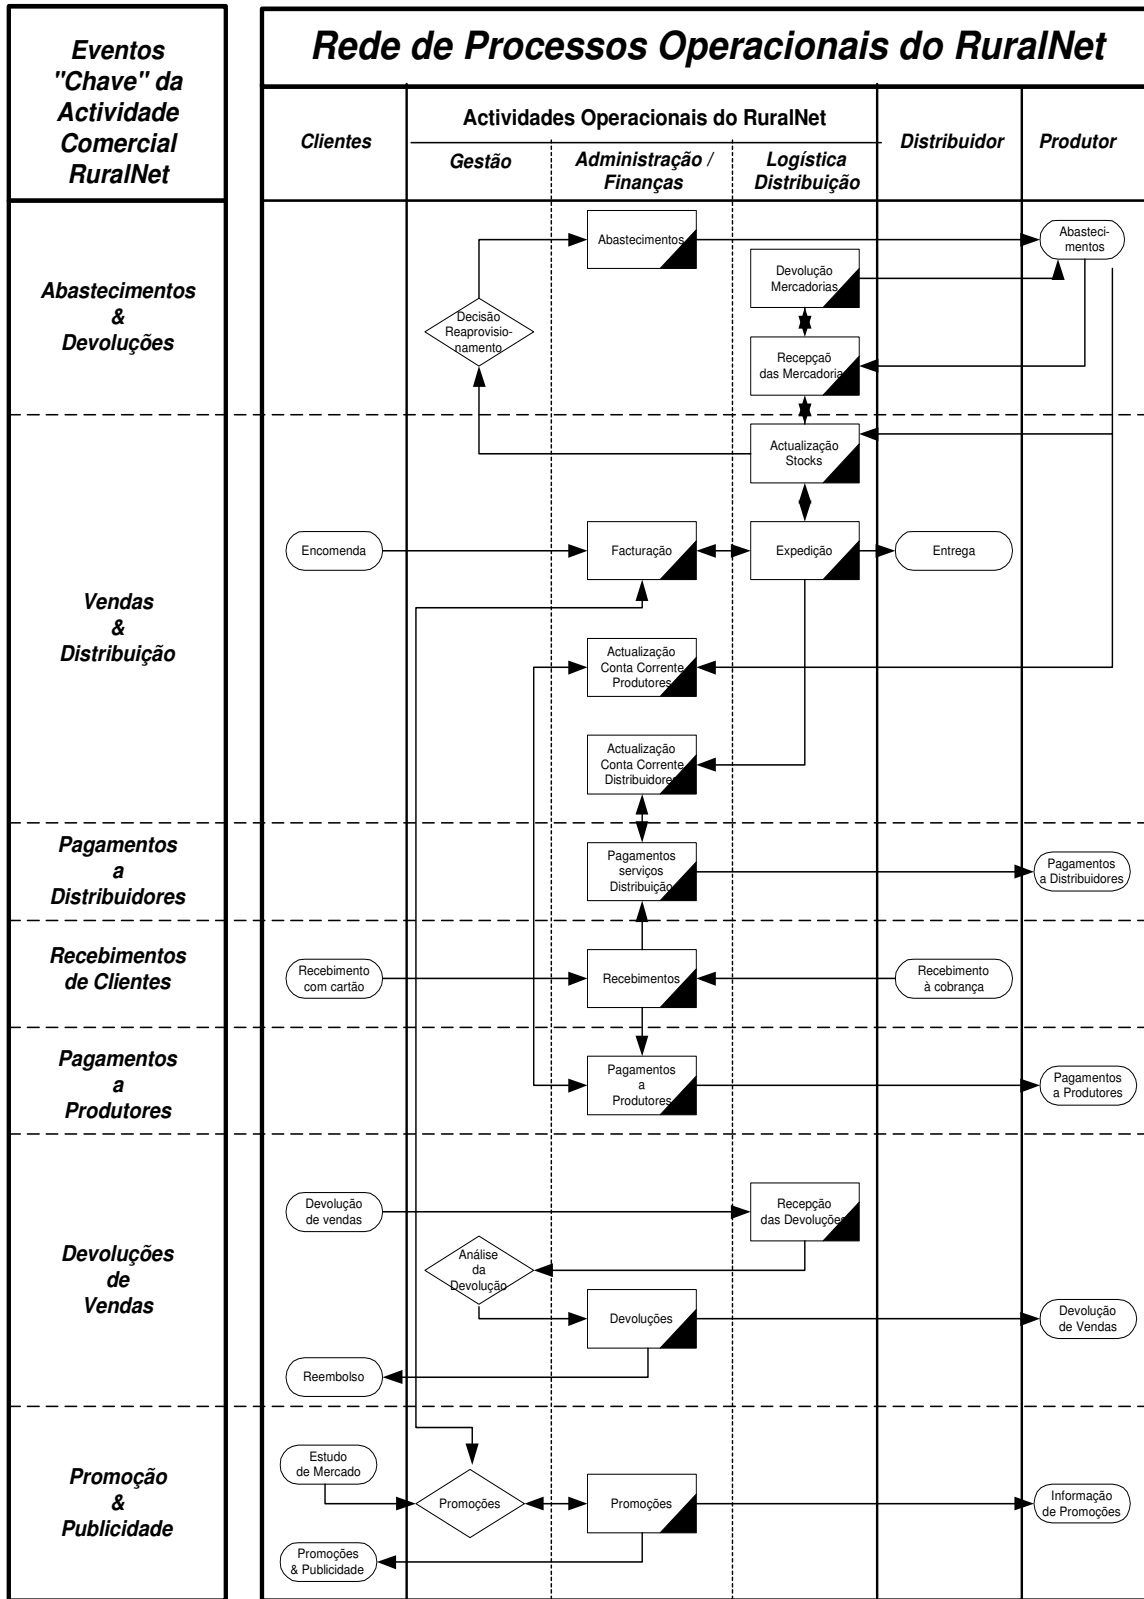 Eventos
"Chave" da
Actividade
Comercial
RuralNet
Rede de Processos Operacionais do RuralNet
Clientes
Actividades Operacionais do RuralNet
Gestão
Administração /
Finanças
Logística
Distribuição
Distribuidor
Produtor
Abastecimentos
&
Devoluções
Abastecimentos
Abasteci-
mentos
Devolução
Mercadorias
Decisão
Reaprovisio-
namento
Recepçaõ
das Mercadoria
Vendas
&
Distribuição
Actualização
Stocks
Encomenda
Facturação
Expedição
Entrega
Actualização
Conta Corrente
Produtores
Actualização
Conta Corrente
Distribuidores
Pagamentos
a
Distribuidores
Pagamentos
serviços
Distribuição
Pagamentos
a Distribuidores
Recebimentos
de Clientes
Recebimento
com cartão
Recebimentos
Recebimento
à cobrança
Pagamentos
a
Produtores
Pagamentos
a
Produtores
Pagamentos
a Produtores
Devoluções
de
Vendas
Devolução
de vendas
Recepção
das Devoluções
Análise
da
Devolução
Devoluções
Devolução
de Vendas
Reembolso
Promoção
&
Publicidade
Estudo
de Mercado
Promoções
Promoções
Informação
de Promoções
Promoções
& Publicidade